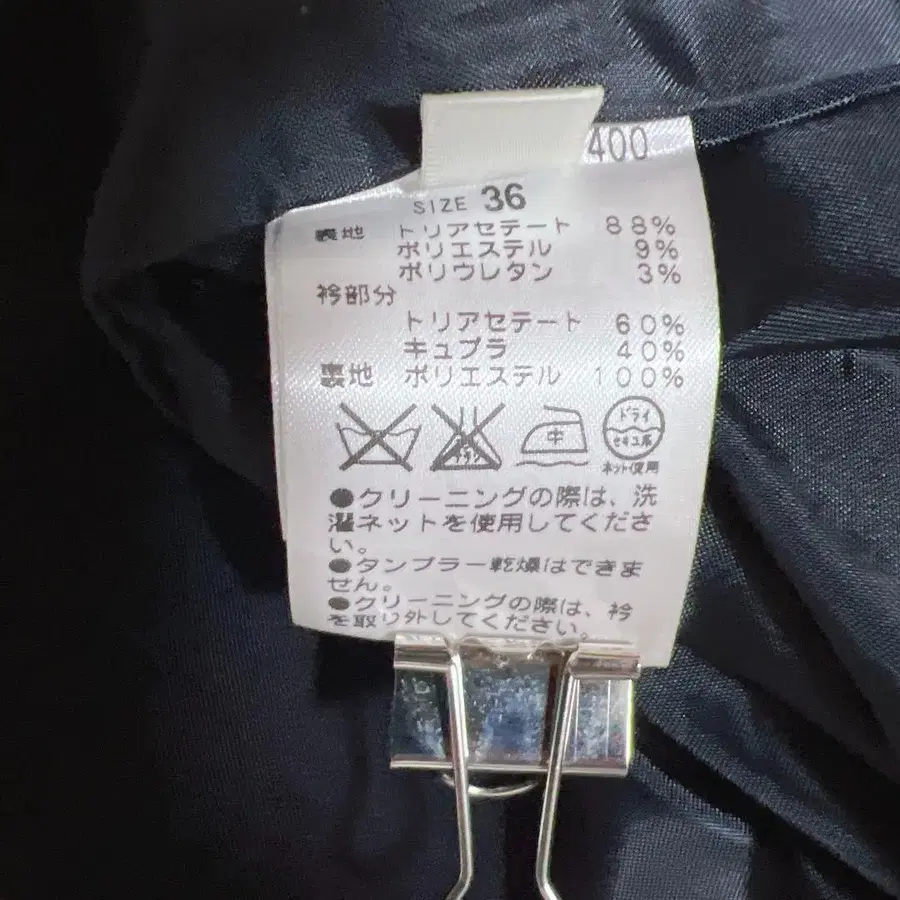 400
SIZE 36
表地 トリアセテート 88%
ポリエステル 9%
ポリウレタン 3%
衿部分
トリアセテート 60%
キュプラ 40%
裏地 ポリエステル 100%
中
ドライ
セキユ系
ネット使用
●クリーニングの際は、洗
濯ネットを使用してくださ
い。
●タンブラー乾燥はできま
せん。
●クリーニングの際は、衿
を取り外してください。